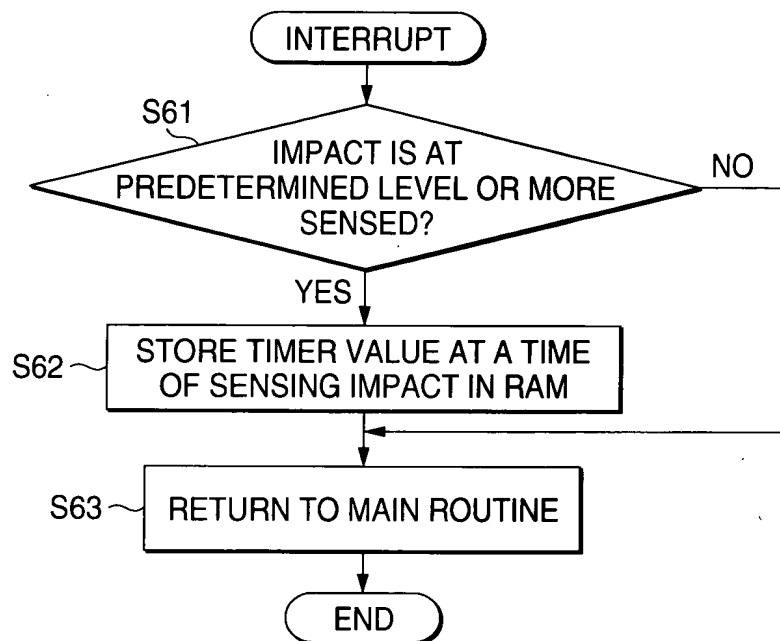 INTERRUPT
S61
IMPACT IS AT
PREDETERMINED LEVEL OR MORE
SENSED?
NO
YES
S62
STORE TIMER VALUE AT A TIME
OF SENSING IMPACT IN RAM
S63
RETURN TO MAIN ROUTINE
END